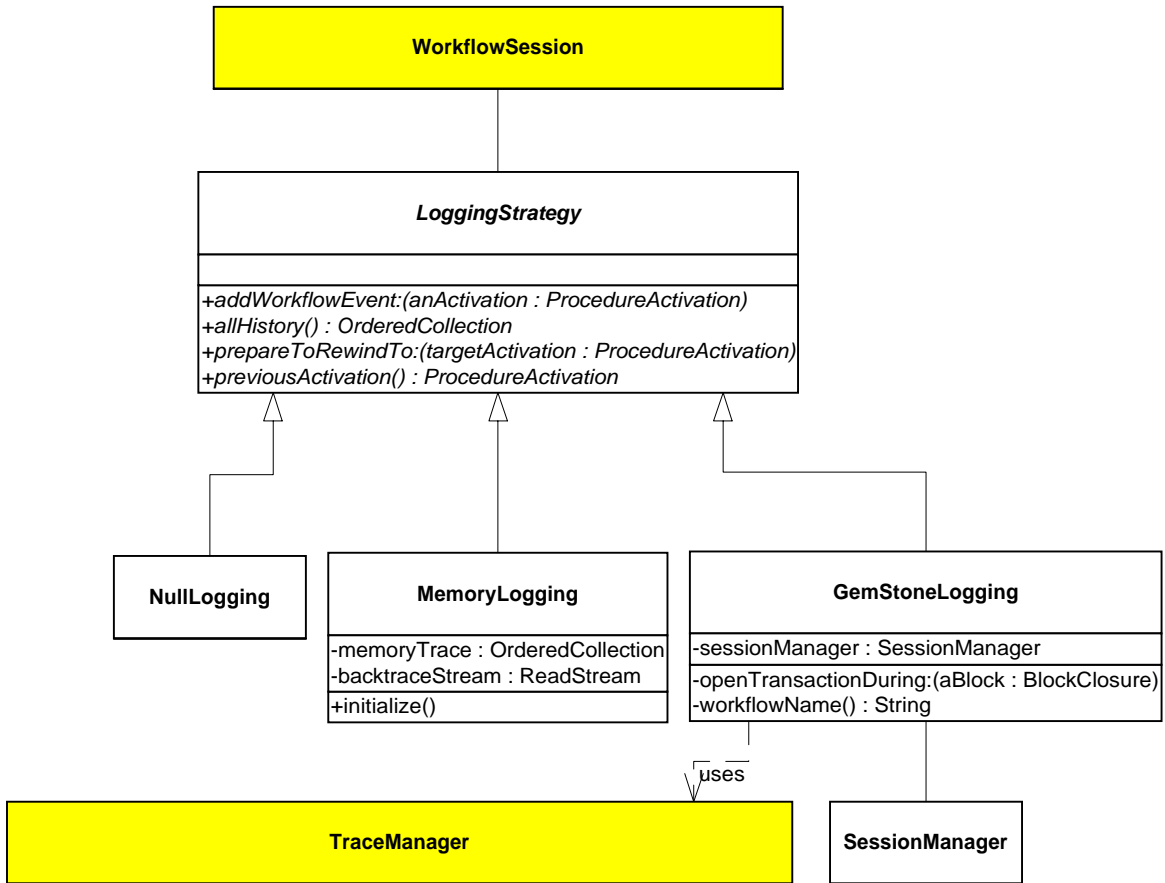 WorkflowSession
LoggingStrategy
+addWorkflowEvent:(anActivation : ProcedureActivation)
+allHistory() : OrderedCollection
+prepareToRewindTo:(targetActivation : ProcedureActivation)
+previousActivation() : ProcedureActivation
NullLogging
MemoryLogging
-memoryTrace : OrderedCollection
-backtraceStream : ReadStream
+initialize()
GemStoneLogging
-sessionManager : SessionManager
-openTransactionDuring:(aBlock : BlockClosure)
-workflowName() : String
uses
TraceManager
SessionManager